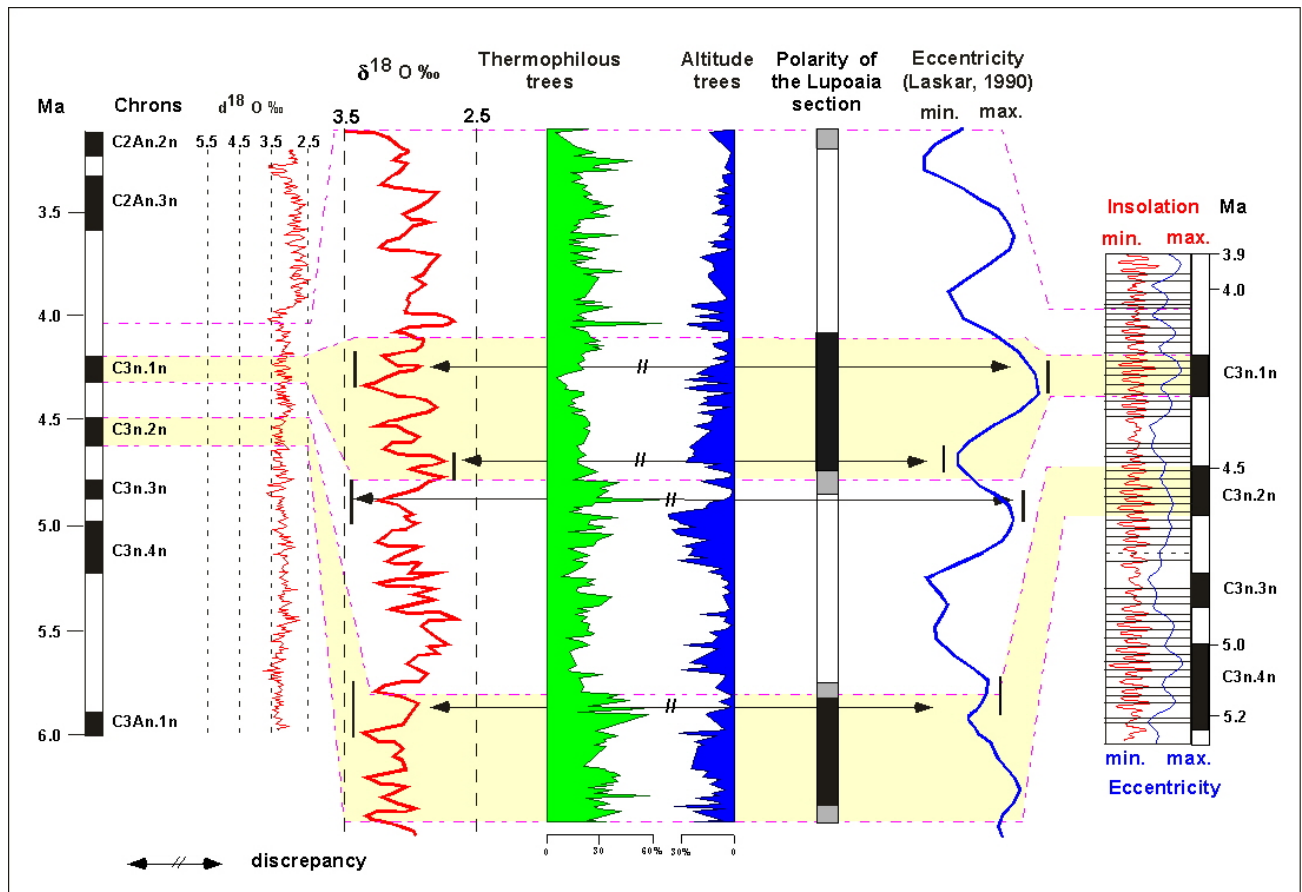 Ma
Chrons
d18 O ‰
δ18 O ‰
Thermophilous
trees
Altitude
trees
Polarity of
the Lupoaia
section
Eccentricity
(Laskar, 1990)
min. max.
3.5 2.5
5.5 4.5 3.5 2.5
C2An.2n
C2An.3n
3.5
4.0
C3n.1n
4.5
C3n.2n
C3n.3n
5.0
C3n.4n
5.5
C3An.1n
6.0
//
//
//
//
Insolation Ma
min. max.
3.9
4.0
C3n.1n
4.5
C3n.2n
C3n.3n
5.0
C3n.4n
5.2
min. max.
Eccentricity
0 30 60% 30% 0
// discrepancy